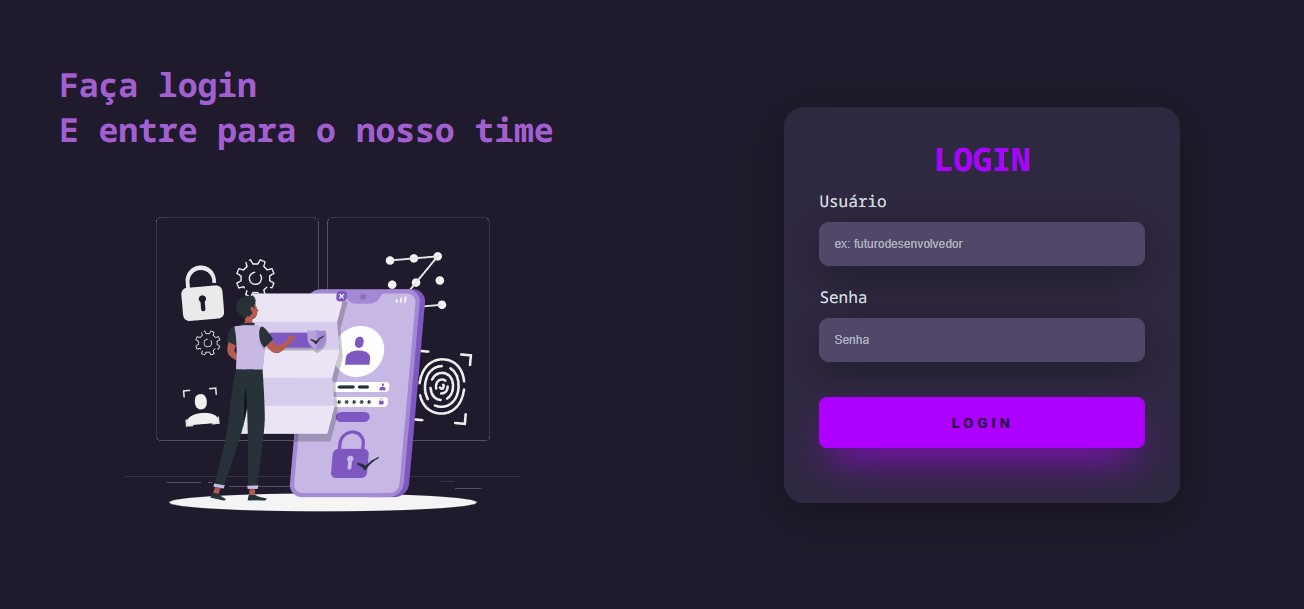 Faça login
E entre para o nosso time
LOGIN
Usuário
ex: futurodesenvolvedor
Senha
Senha
LOGIN